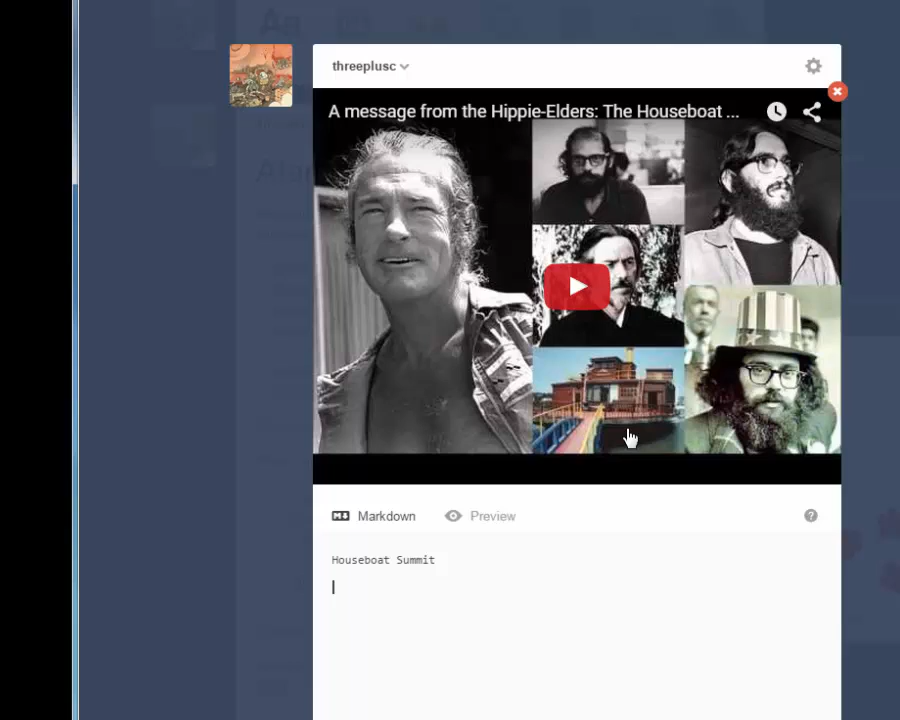 threeplusc
A message from the Hippie-Elders: The Houseboat ...
Markdown
Preview
Houseboat Summit